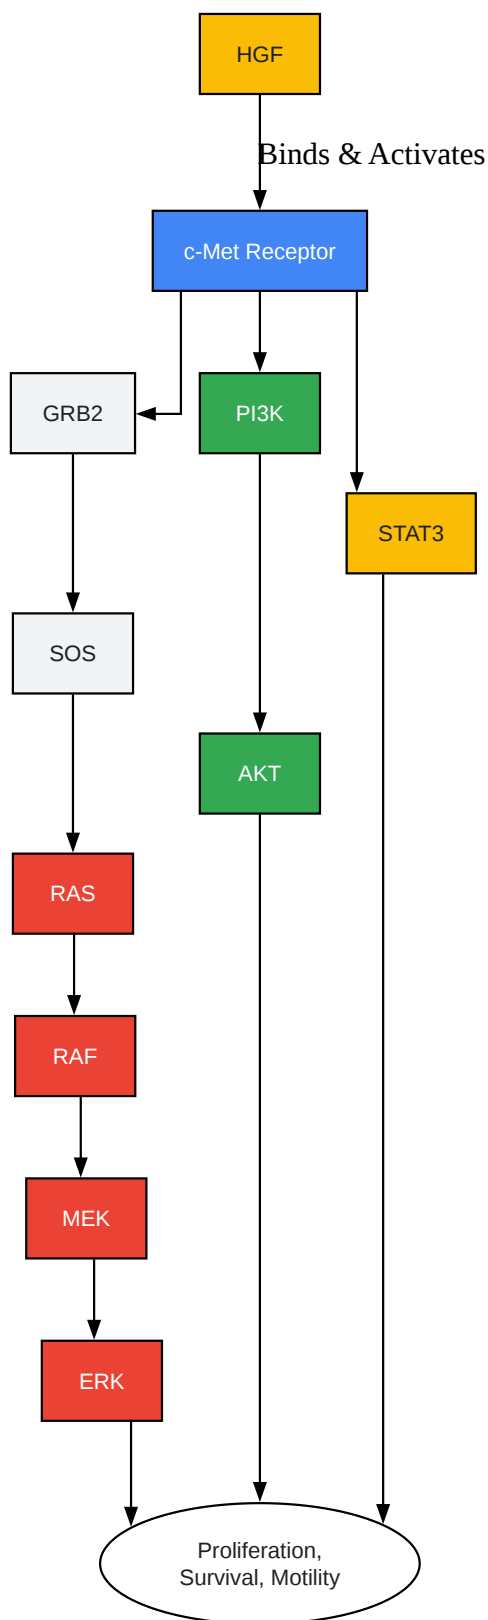 HGF
Binds & Activates
c-Met Receptor
GRB2
PI3K
STAT3
SOS
AKT
RAS
RAF
MEK
ERK
Proliferation,
Survival, Motility